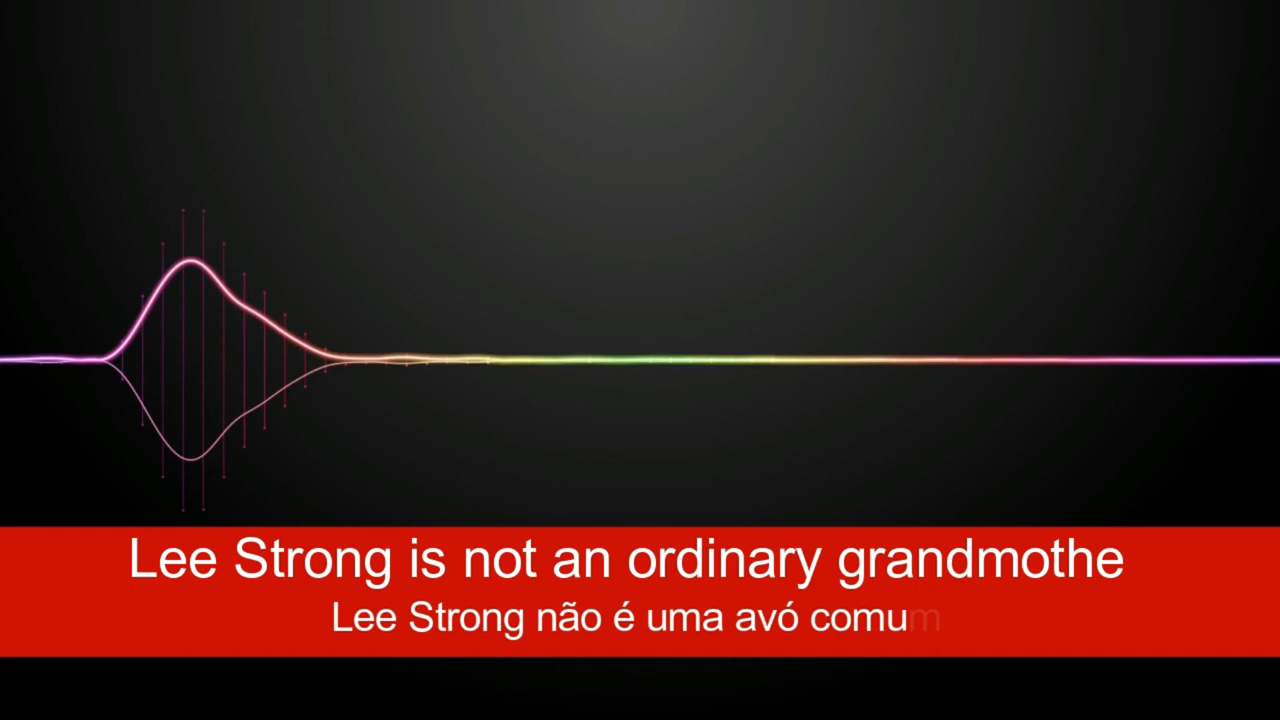 Lee Strong is not an ordinary grandmothe
Lee Strong não é uma avó comum